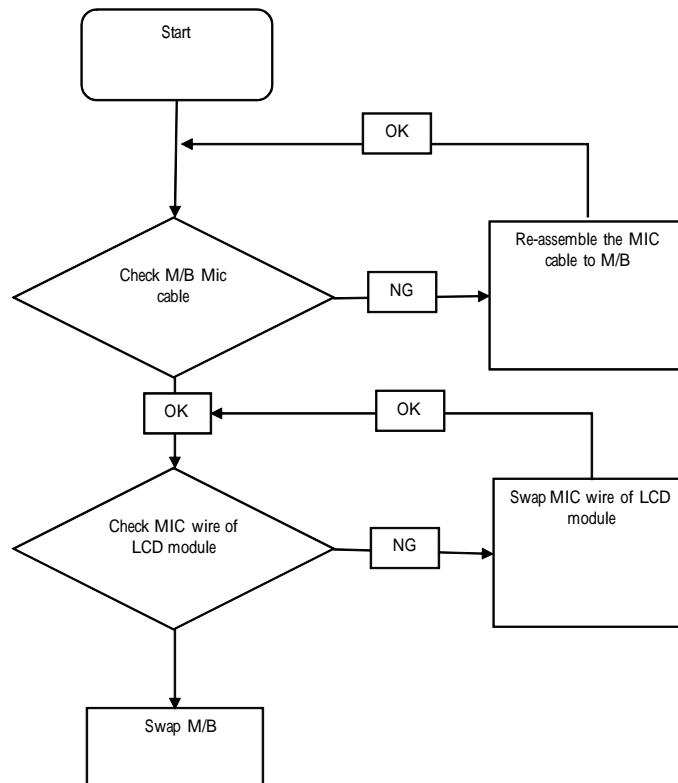 Start
OK
Re-assemble the MIC
cable to M/B
Check M/B Mic
cable
NG
OK
OK
Swap MIC wire of LCD
module
Check MIC wire of
LCD module
NG
Swap M/B